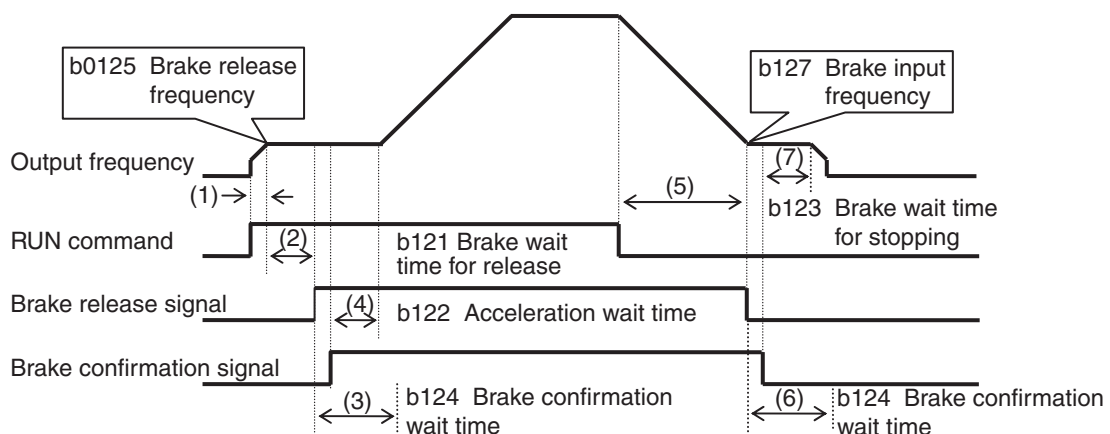 b0125 Brake release
frequency
b127 Brake input
frequency
Output frequency
(1)
(7)
(5)
b123 Brake wait time
for stopping
RUN command
(2)
b121 Brake wait
time for release
Brake release signal
(4)
b122 Acceleration wait time
Brake confirmation signal
(3)
b124 Brake confirmation
wait time
(6)
b124 Brake confirmation
wait time